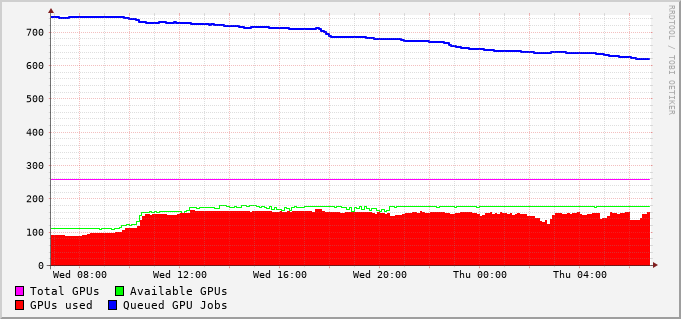 700
600
500
400
300
200
100
0
Wed 08:00 Wed 12:00 Wed 16:00 Wed 20:00 Thu 00:00 Thu 04:00
Total GPUs Available GPUs
GPUs used Queued GPU Jobs
RRDTOOL / TOBI OETIKER